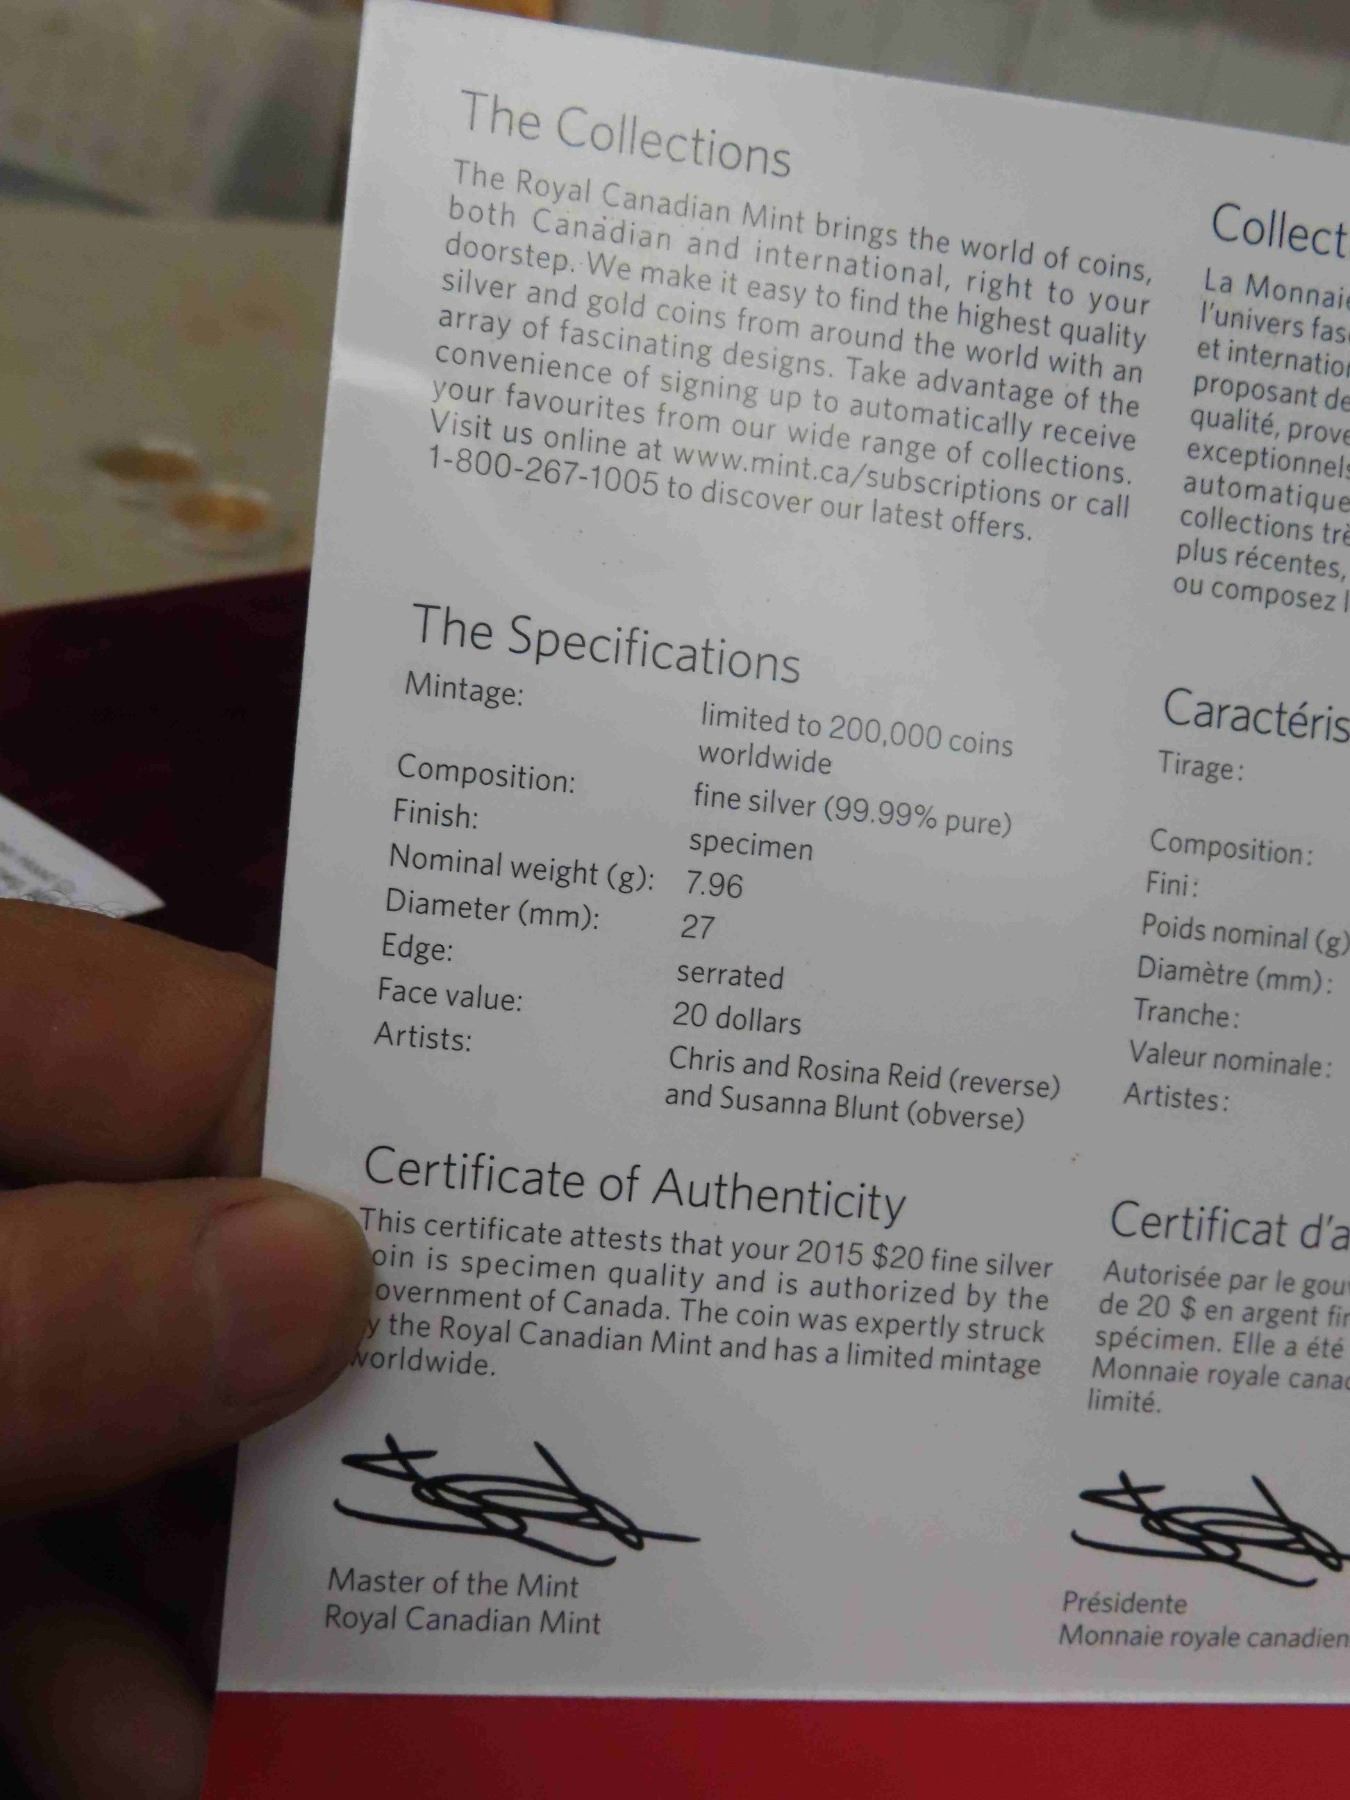 The Collections
The Royal Canadian Mint brings the world of coins,
both Canadian and international, right to your
doorstep. We make it easy to find the highest quality
silver and gold coins from around the world with an
array of fascinating designs. Take advantage of the
convenience of signing up to automatically receive
your favourites from our wide range of collections.
Visit us online at www.mint.ca/subscriptions or call
1-800-267-1005 to discover our latest offers.
The Specifications
Mintage: limited to 200,000 coins
worldwide
Composition: fine silver (99.99% pure)
Finish: specimen
Nominal weight (g): 7.96
Diameter (mm): 27
Edge: serrated
Face value: 20 dollars
Artists: Chris and Rosina Reid (reverse)
and Susanna Blunt (obverse)
Certificate of Authenticity
This certificate attests that your 2015 $20 fine silver
oin is specimen quality and is authorized by the
overnment of Canada. The coin was expertly struck
y the Royal Canadian Mint and has a limited mintage
worldwide.
Master of the Mint
Royal Canadian Mint
Collect
La Monnaie
l'univers fas
et internation
proposant de
qualité, prove
exceptionnels
automatique
collections trè
plus récentes,
ou composez l
Caractéris
Tirage :
Composition :
Fini :
Poids nominal (g)
Diamètre (mm) :
Tranche :
Valeur nominale :
Artistes :
Certificat d'a
Autorisée par le gou
de 20 $ en argent fin
spécimen. Elle a été
Monnaie royale cana
limité.
Présidente
Monnaie royale canadien